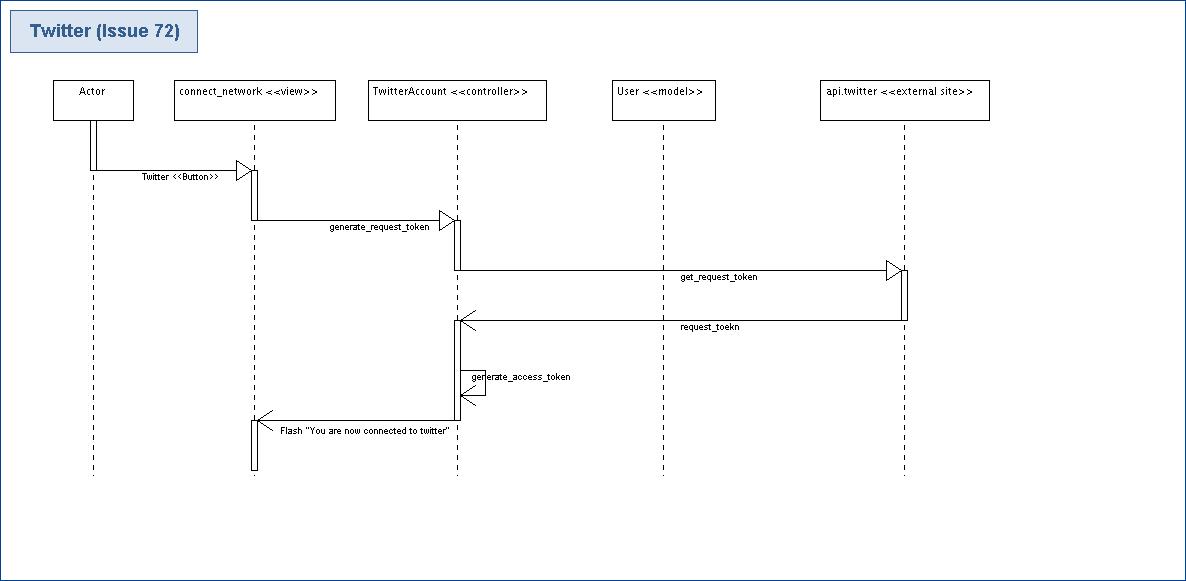 Twitter (Issue 72)
Actor
connect_network <<view>>
TwitterAccount <<controller>>
User <<model>>
api.twitter <<external site>>
Twitter <<Button>>
generate_request_token
get_request_token
request_toekn
generate_access_token
Flash "You are now connected to twitter"